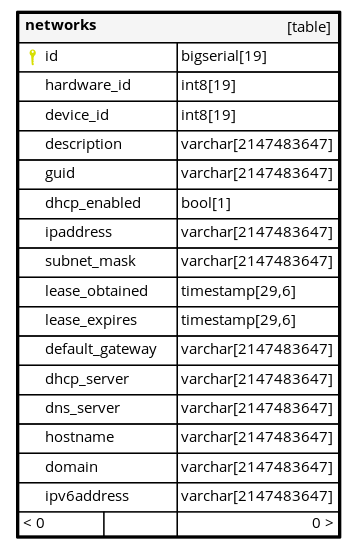 networks [table]
id bigserial[19]
hardware_id int8[19]
device_id int8[19]
description varchar[2147483647]
guid varchar[2147483647]
dhcp_enabled bool[1]
ipaddress varchar[2147483647]
subnet_mask varchar[2147483647]
lease_obtained timestamp[29,6]
lease_expires timestamp[29,6]
default_gateway varchar[2147483647]
dhcp_server varchar[2147483647]
dns_server varchar[2147483647]
hostname varchar[2147483647]
domain varchar[2147483647]
ipv6address varchar[2147483647]
< 0 0 >